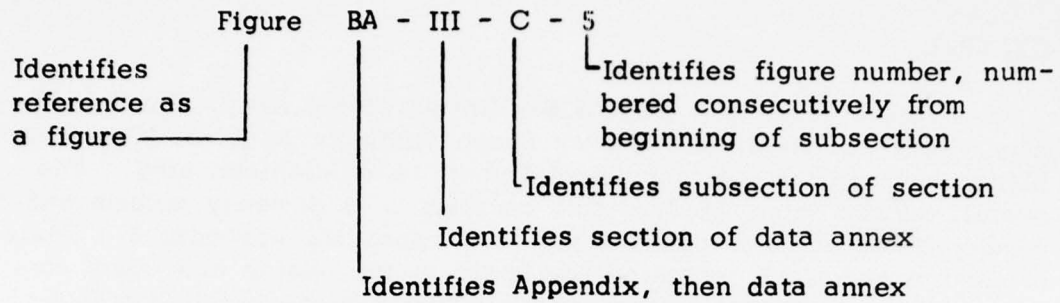 Figure BA - III - C - 5
Identifies
reference as
a figure
Identifies figure number, num-
bered consecutively from
beginning of subsection
Identifies subsection of section
Identifies section of data annex
Identifies Appendix, then data annex